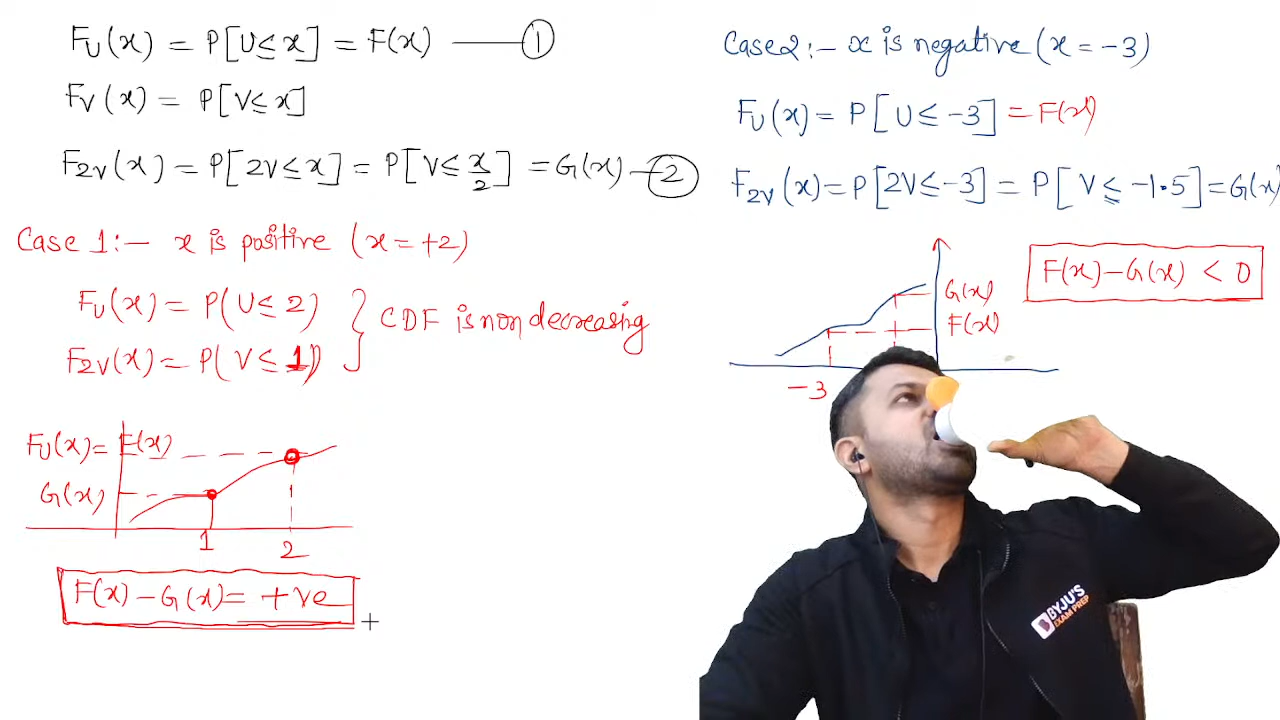 F_U(x) = P[U ≤ x] = F(x) —— ①
F_V(x) = P[V ≤ x]
F_2V(x) = P[2V ≤ x] = P[V ≤ x/2] = G(x) — ②
Case 1:- x is positive (x = +2)
F_U(x) = P(U ≤ 2)
F_2V(x) = P(V ≤ 1)
} CDF is non decreasing
F_U(x) = F(x)
G(x)
1
2
F(x) - G(x) = +ve
Case 2:- x is negative (x = -3)
F_U(x) = P[U ≤ -3] = F(x)
F_2V(x) = P[2V ≤ -3] = P[V ≤ -1.5] = G(x)
F(x) - G(x) < 0
G(x)
F(x)
-3
BYJU'S
EXAM PREP